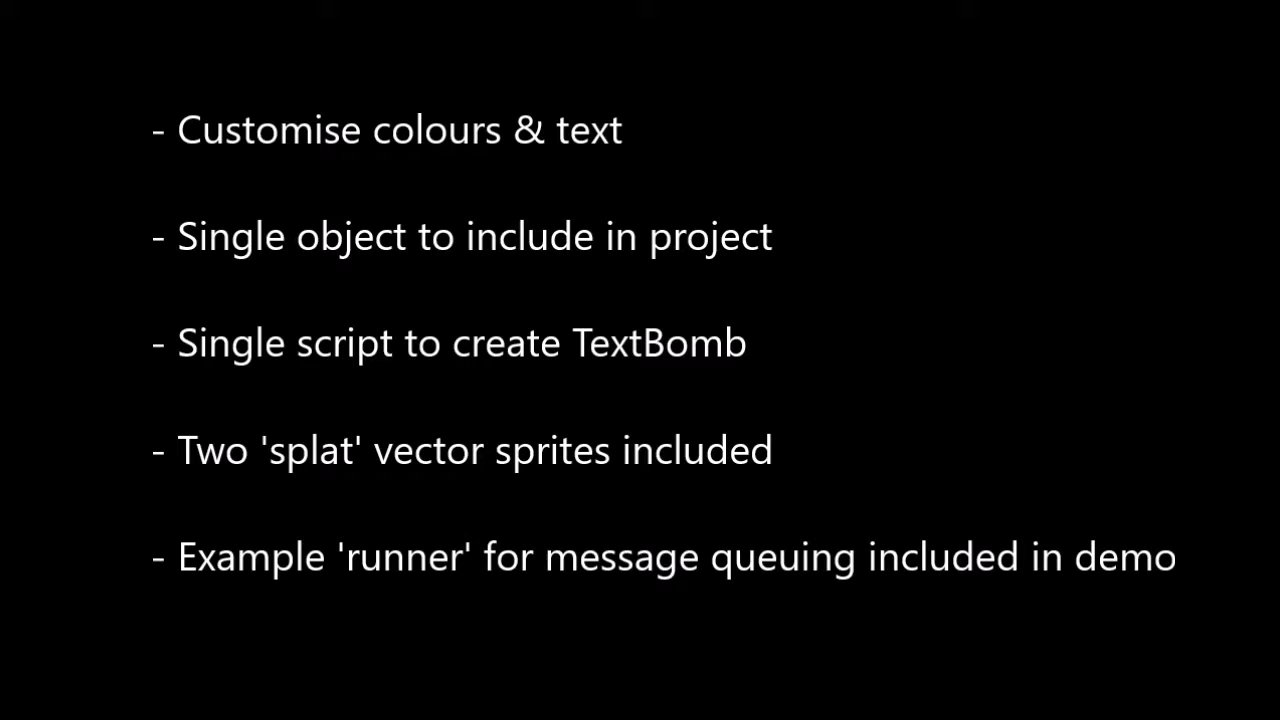 - Customise colours & text
- Single object to include in project
- Single script to create TextBomb
- Two 'splat' vector sprites included
- Example 'runner' for message queuing included in demo